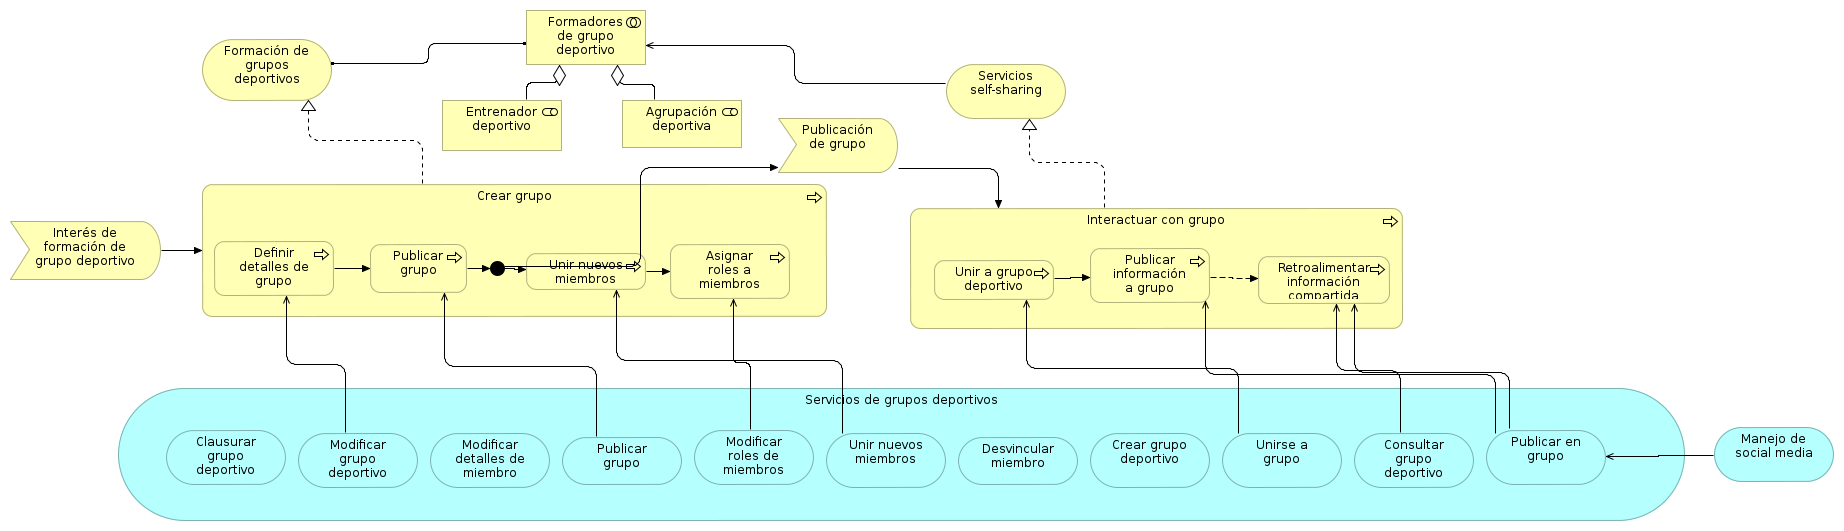 Formadores
de grupo
deportivo
Formación de
grupos
deportivos
Servicios
self-sharing
Entrenador
deportivo
Agrupación
deportiva
Publicación
de grupo
Crear grupo
Interactuar con grupo
Interés de
formación de
grupo deportivo
Definir
detalles de
grupo
Publicar
grupo
Unir nuevos
miembros
Asignar
roles a
miembros
Unir a grupo
deportivo
Publicar
información
a grupo
Retroalimentar
información
compartida
Servicios de grupos deportivos
Clausurar
grupo
deportivo
Modificar
grupo
deportivo
Modificar
detalles de
miembro
Publicar
grupo
Modificar
roles de
miembros
Unir nuevos
miembros
Desvincular
miembro
Crear grupo
deportivo
Unirse a
grupo
Consultar
grupo
deportivo
Publicar en
grupo
Manejo de
social media